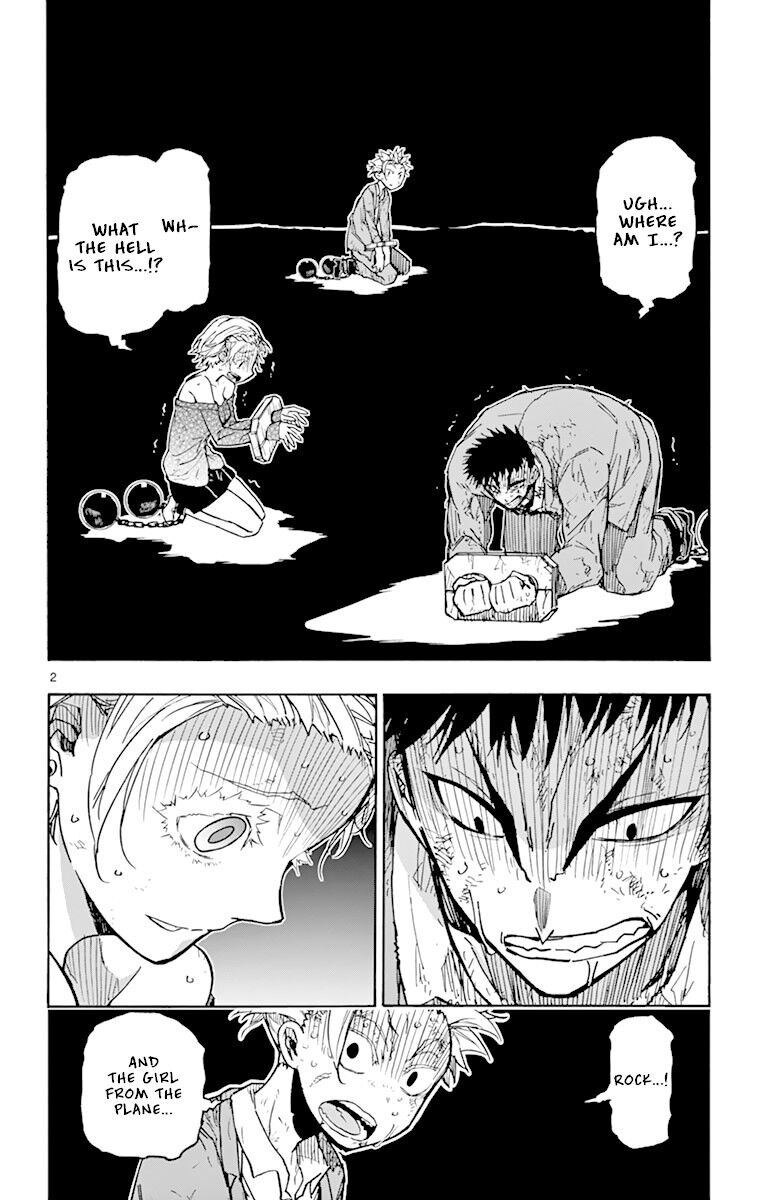 UGH...
WHERE
AM I...?
WH-
WHAT
THE HELL
IS THIS...!?
2
ROCK...!
AND
THE GIRL
FROM THE
PLANE...